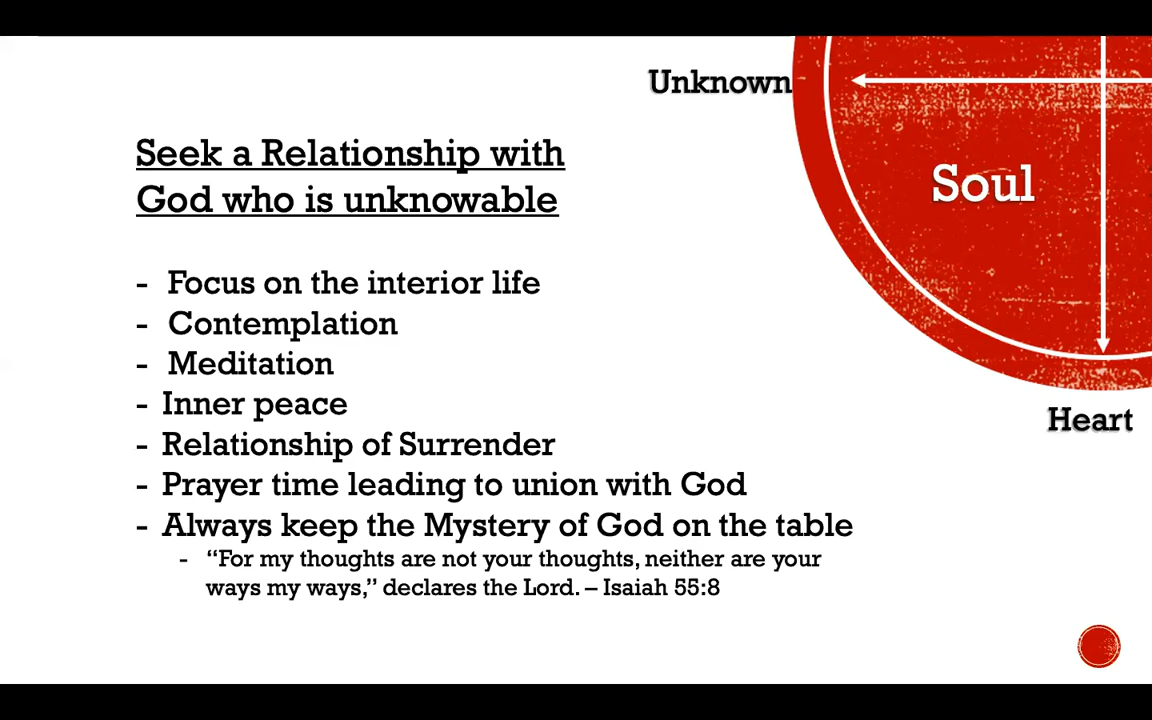 Unknown
Seek a Relationship with
God who is unknowable
Soul
- Focus on the interior life
- Contemplation
- Meditation
- Inner peace
Heart
- Relationship of Surrender
- Prayer time leading to union with God
- Always keep the Mystery of God on the table
- “For my thoughts are not your thoughts, neither are your
ways my ways,” declares the Lord. – Isaiah 55:8